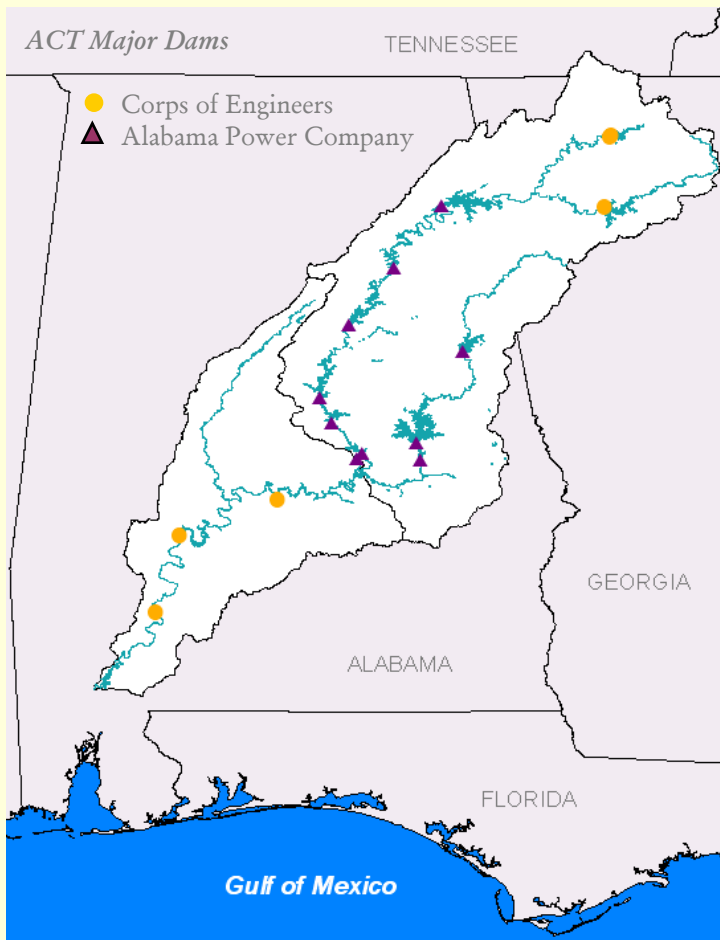 ACT Major Dams
TENNESSEE
Corps of Engineers
Alabama Power Company
GEORGIA
ALABAMA
FLORIDA
Gulf of Mexico